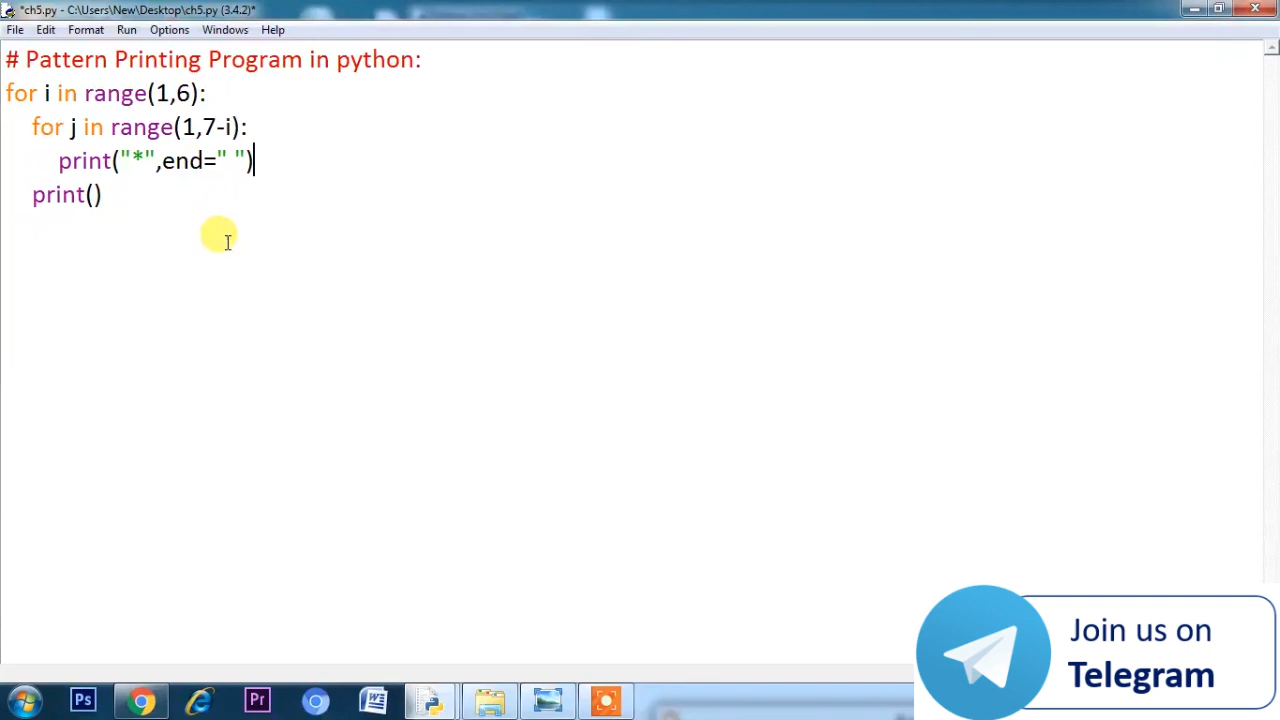 *ch5.py - C:\Users\New\Desktop\ch5.py (3.4.2)*
File Edit Format Run Options Windows Help
# Pattern Printing Program in python:
for i in range(1,6):
    for j in range(1,7-i):
        print("*",end=" ")
    print()
Join us on
Telegram
Ps
Pr